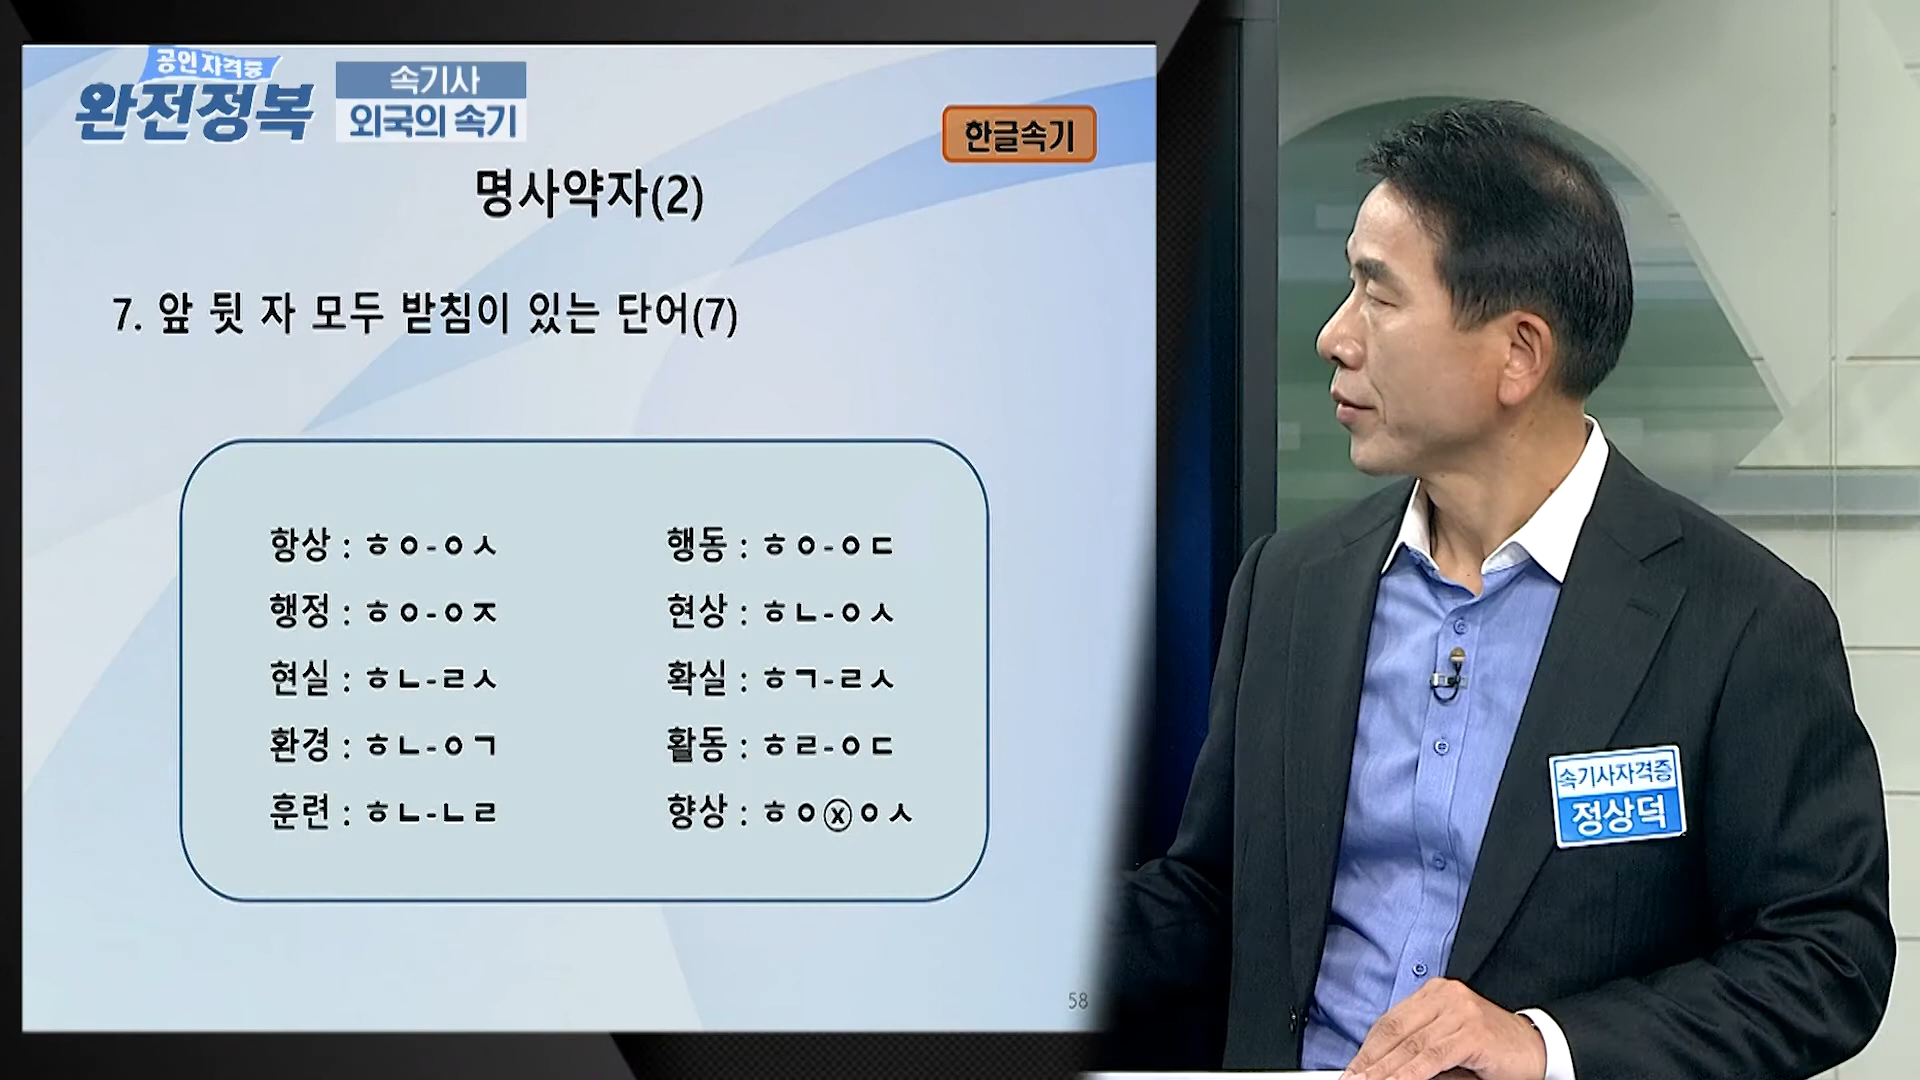 공인 자격증
완전정복
속기사
외국의 속기
한글속기
명사약자(2)
7. 앞 뒷 자 모두 받침이 있는 단어(7)
항상 : ㅎㅇ-ㅇㅅ
행동 : ㅎㅇ-ㅇㄷ
행정 : ㅎㅇ-ㅇㅈ
현상 : ㅎㄴ-ㅇㅅ
현실 : ㅎㄴ-ㄹㅅ
확실 : ㅎㄱ-ㄹㅅ
환경 : ㅎㄴ-ㅇㄱ
활동 : ㅎㄹ-ㅇㄷ
훈련 : ㅎㄴ-ㄴㄹ
향상 : ㅎㅇⓧㅇㅅ
58
속기사자격증
정상덕